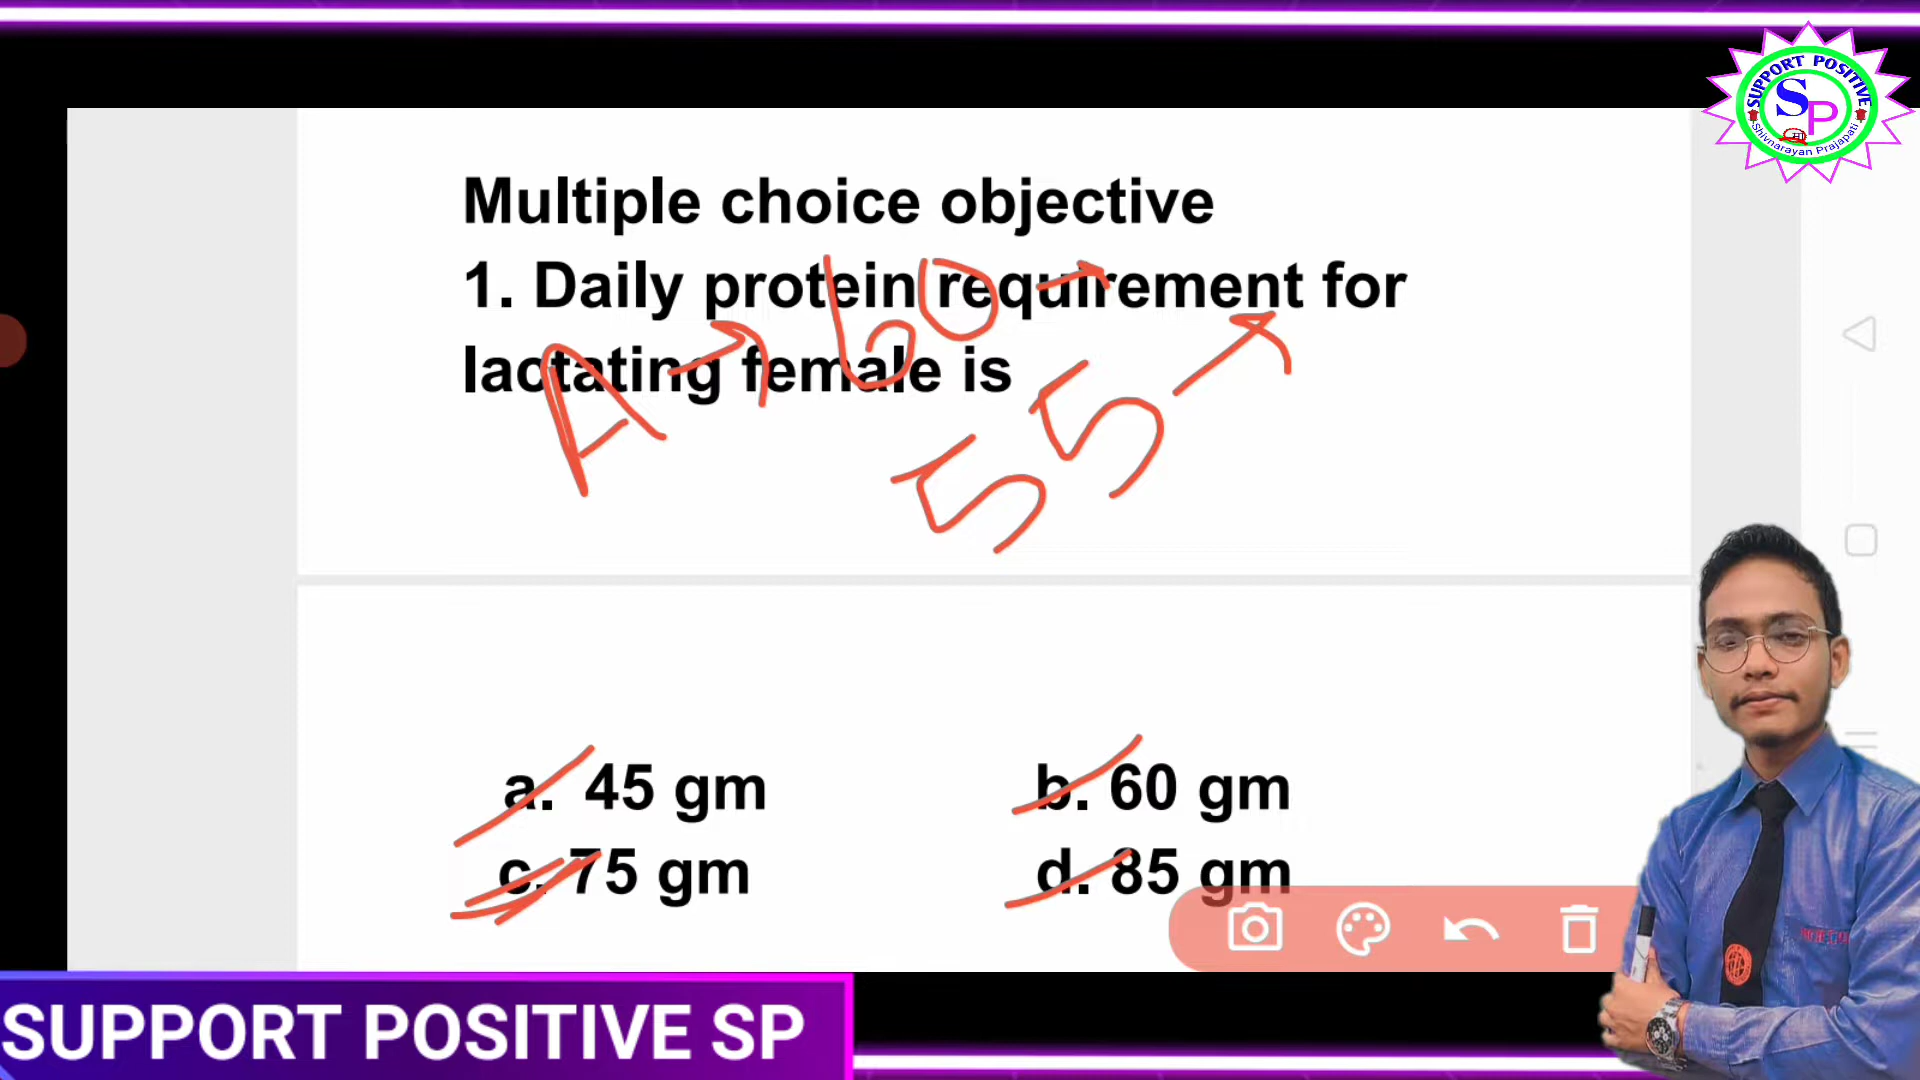 SUPPORT POSITIVE
SP
Shivnarayan Prajapati
Multiple choice objective
1. Daily protein requirement for
lactating female is
A → 60 →
55 →
a. 45 gm
b. 60 gm
c. 75 gm
d. 85 gm
SUPPORT POSITIVE SP